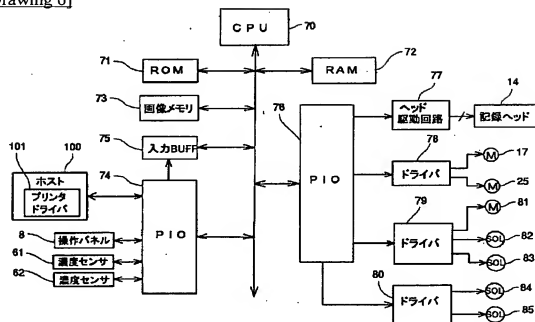 rawing 6]
CPU
70
71
ROM
RAM
72
73
画像メモリ
75
入力BUFF
74
PIO
101
100
ホスト
プリンタ
ドライバ
8
操作パネル
61
濃度センサ
62
濃度センサ
76
PIO
77
ヘッド
駆動回路
14
記録ヘッド
78
ドライバ
M
17
M
25
79
ドライバ
M
81
SOL
82
SOL
83
80
ドライバ
SOL
84
SOL
85